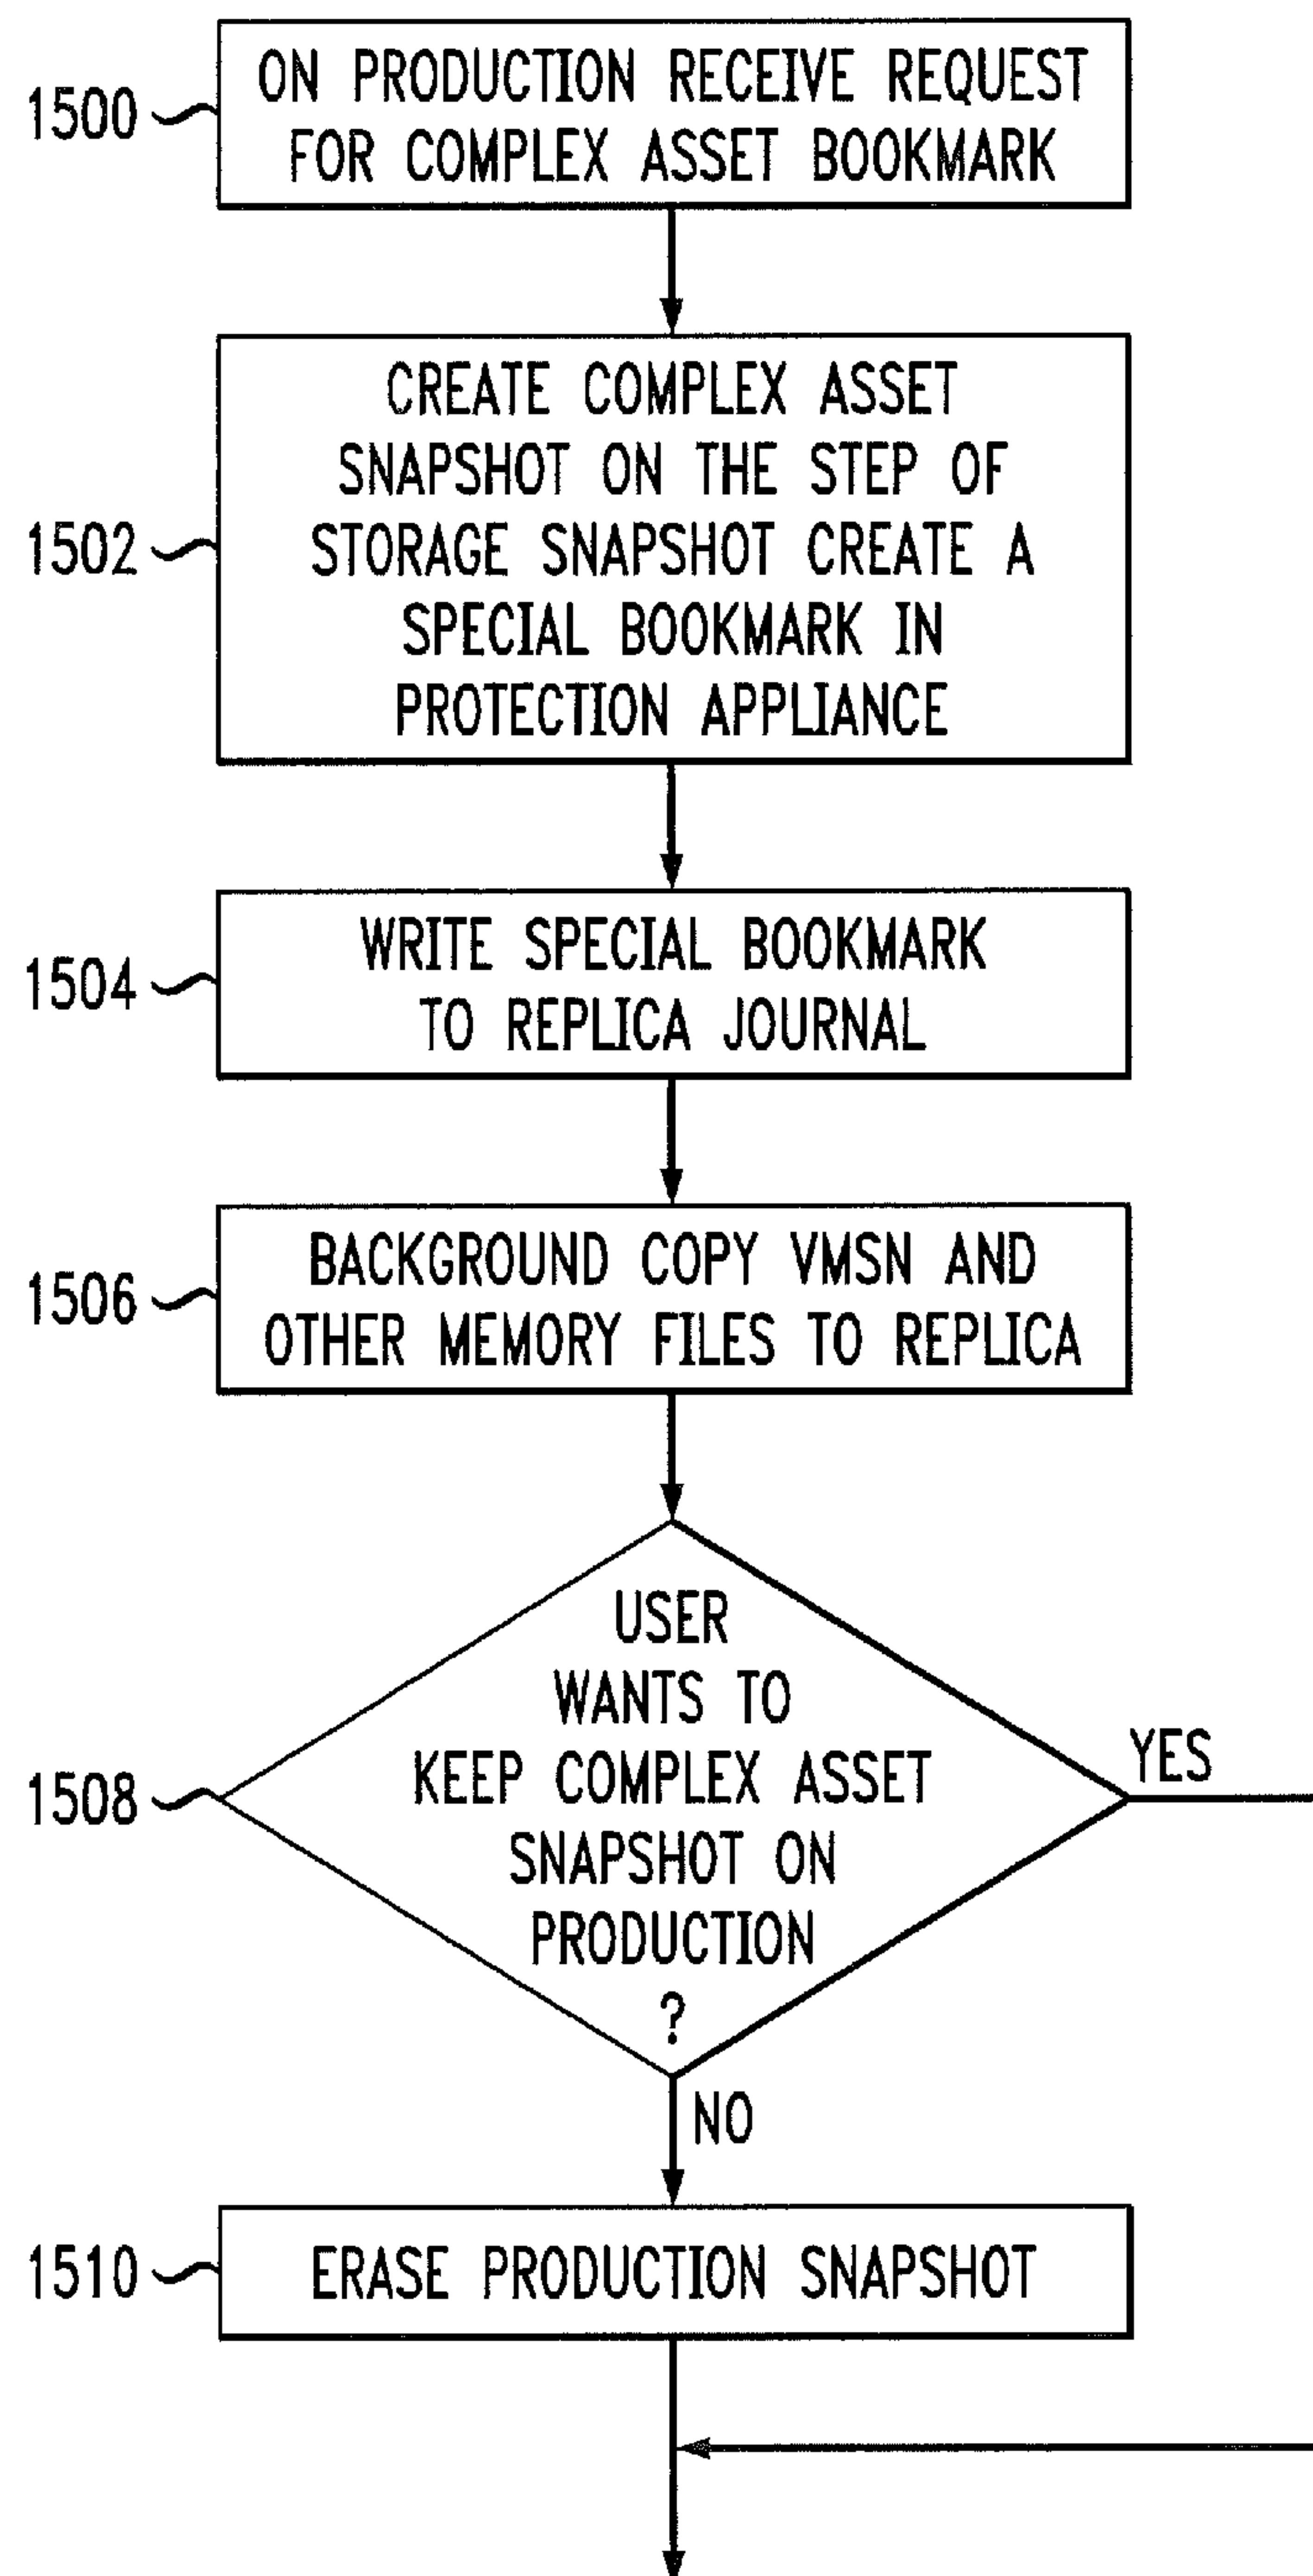 1500
ON PRODUCTION RECEIVE REQUEST
FOR COMPLEX ASSET BOOKMARK
1502
CREATE COMPLEX ASSET
SNAPSHOT ON THE STEP OF
STORAGE SNAPSHOT CREATE A
SPECIAL BOOKMARK IN
PROTECTION APPLIANCE
1504
WRITE SPECIAL BOOKMARK
TO REPLICA JOURNAL
1506
BACKGROUND COPY VMSN AND
OTHER MEMORY FILES TO REPLICA
1508
USER
WANTS TO
KEEP COMPLEX ASSET
SNAPSHOT ON
PRODUCTION
?
YES
NO
1510
ERASE PRODUCTION SNAPSHOT